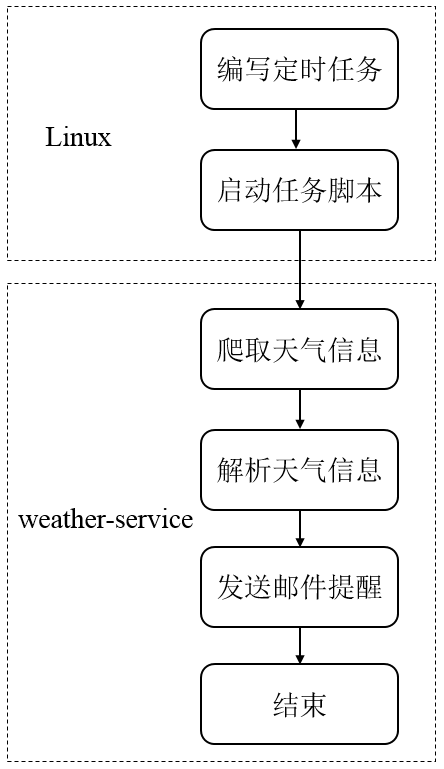 编写定时任务
Linux
启动任务脚本
爬取天气信息
解析天气信息
weather-service
发送邮件提醒
结束